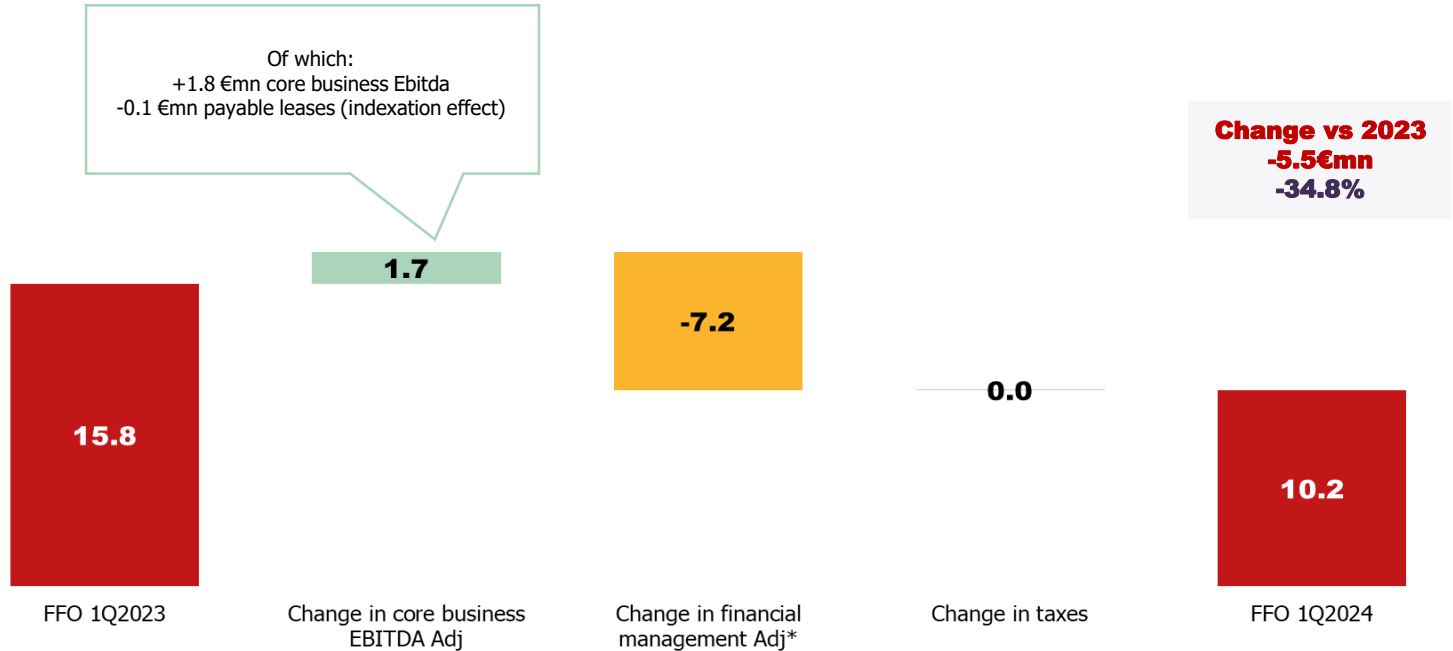 Of which:
+1.8 €mn core business Ebitda
-0.1 €mn payable leases (indexation effect)
Change vs 2023
-5.5€mn
-34.8%
1.7
-7.2
0.0
15.8
10.2
FFO 1Q2023
Change in core business
EBITDA Adj
Change in financial
management Adj*
Change in taxes
FFO 1Q2024